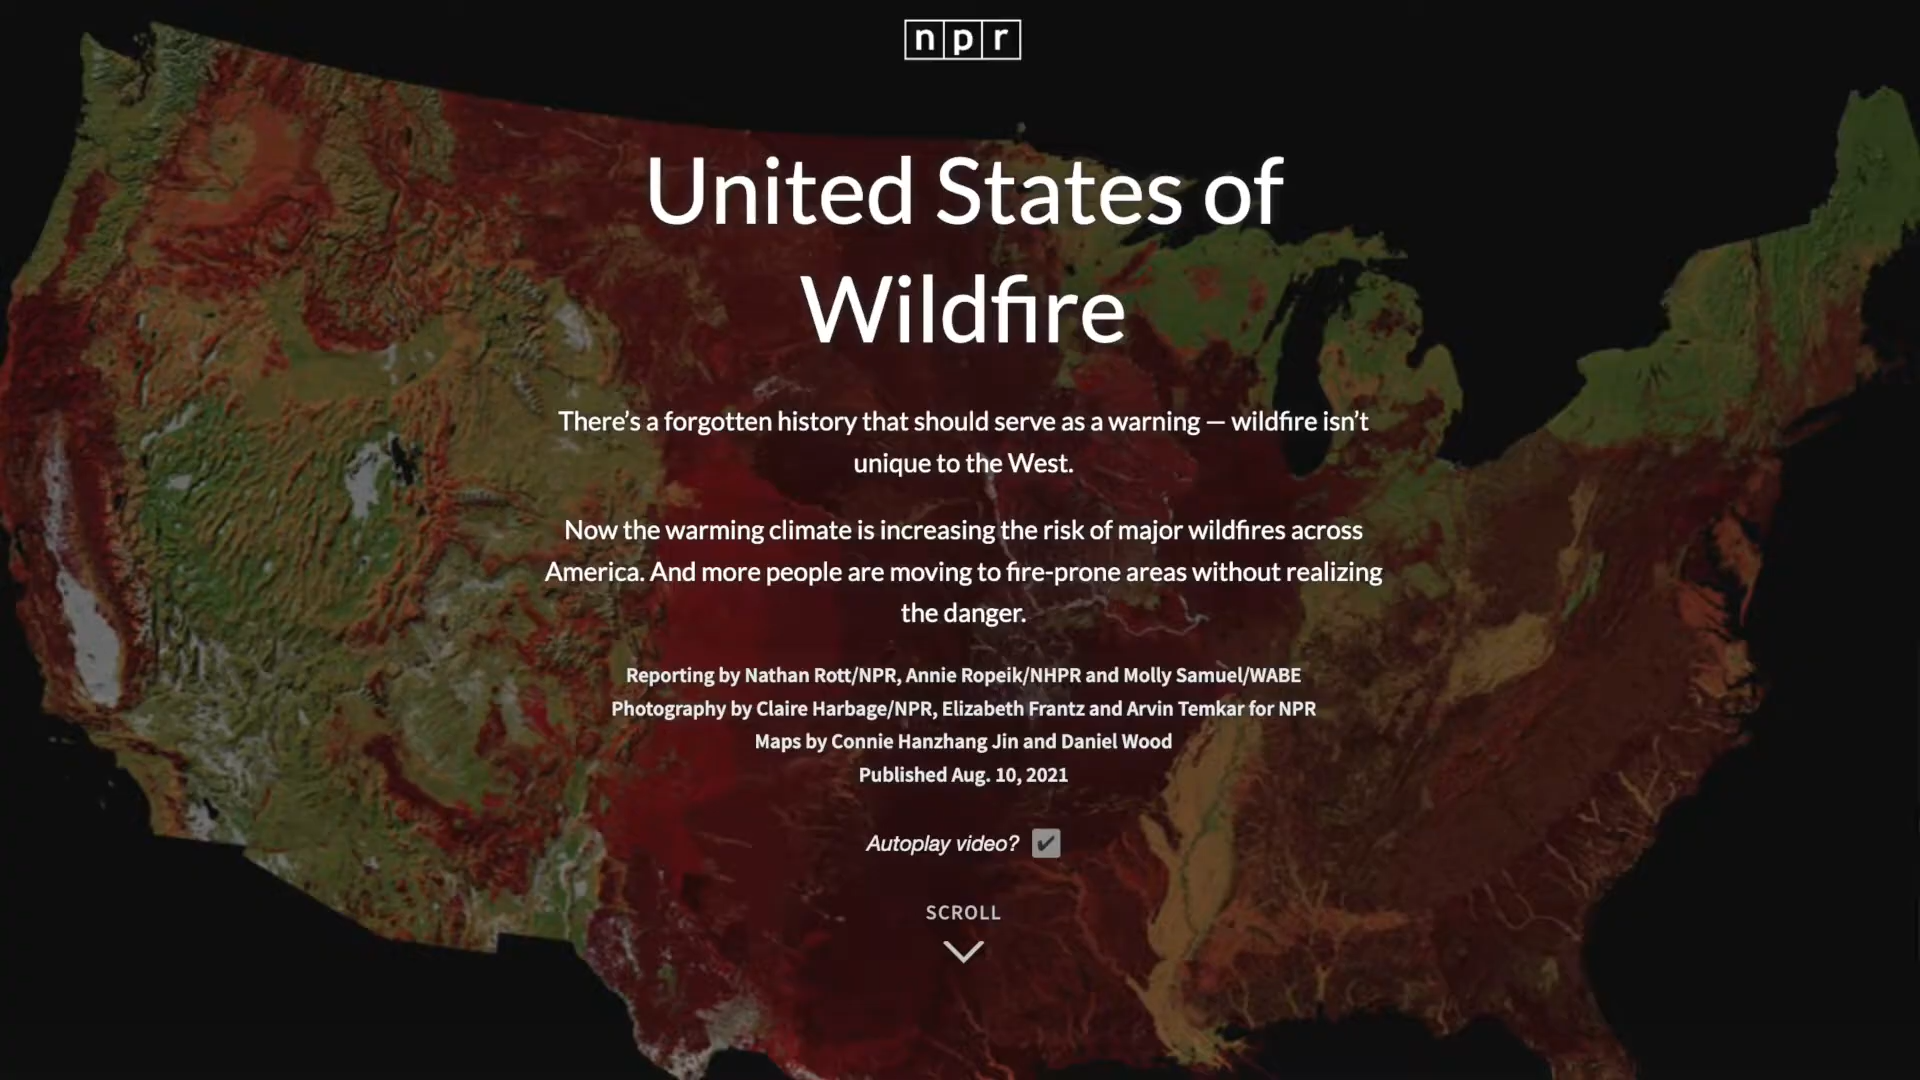 npr
United States of
Wildfire
There’s a forgotten history that should serve as a warning — wildfire isn’t
unique to the West.
Now the warming climate is increasing the risk of major wildfires across
America. And more people are moving to fire-prone areas without realizing
the danger.
Reporting by Nathan Rott/NPR, Annie Ropeik/NHPR and Molly Samuel/WABE
Photography by Claire Harbage/NPR, Elizabeth Frantz and Arvin Temkar for NPR
Maps by Connie Hanzhang Jin and Daniel Wood
Published Aug. 10, 2021
Autoplay video?
SCROLL